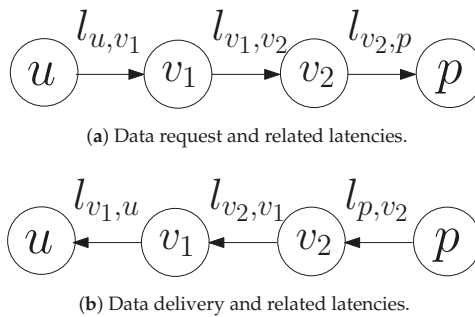 l_{u,v_1} l_{v_1,v_2} l_{v_2,p}
u v_1 v_2 p
(a) Data request and related latencies.
l_{v_1,u} l_{v_2,v_1} l_{p,v_2}
u v_1 v_2 p
(b) Data delivery and related latencies.